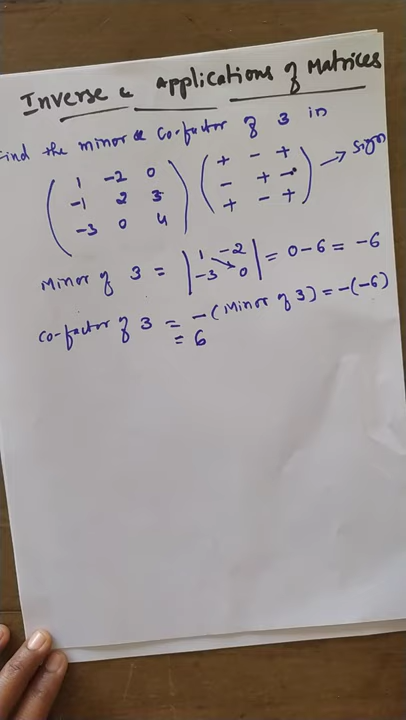 Inverse & Applications of Matrices
Find the minor & Co-factor of 3 in
( 1 -2 0 ) ( + - + )
( -1 2 3 ) ( - + - ) → Sign
( -3 0 4 ) ( + - + )
Minor of 3 = | 1 -2 | = 0-6 = -6
| -3 0 |
Co-factor of 3 = -(Minor of 3) = -(-6)
= 6